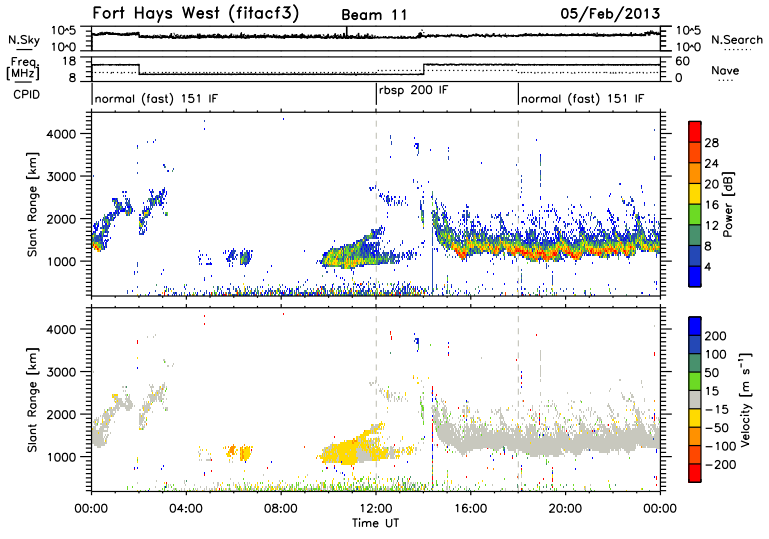 Fort Hays West (fitacf3) Beam 11 05/Feb/2013
N.Sky 10^5 10^0 10^5 10^0 N.Search
Freq. [MHz] 18 8 60 0 Nave
CPID normal (fast) 151 IF rbsp 200 IF normal (fast) 151 IF
Slant Range [km] 4000 3000 2000 1000
28 24 20 16 12 8 4 Power [dB]
Slant Range [km] 4000 3000 2000 1000
200 100 50 15 -15 -50 -100 -200 Velocity [m s⁻¹]
00:00 04:00 08:00 12:00 16:00 20:00 00:00
Time UT